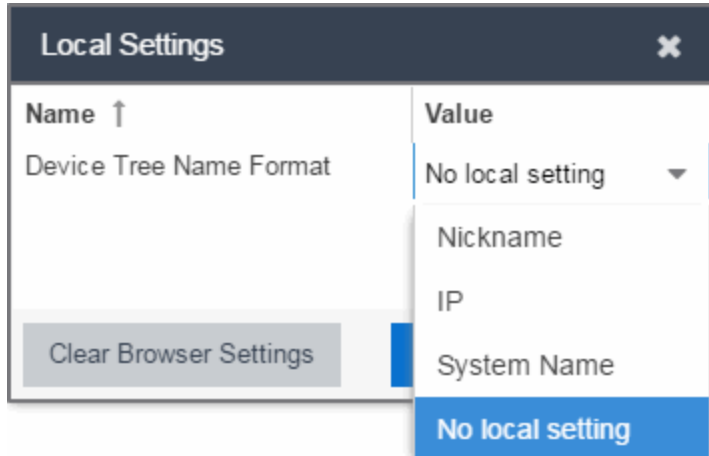 Local Settings ✖
Name ↑ Value
Device Tree Name Format No local setting
Nickname
IP
Clear Browser Settings
System Name
No local setting